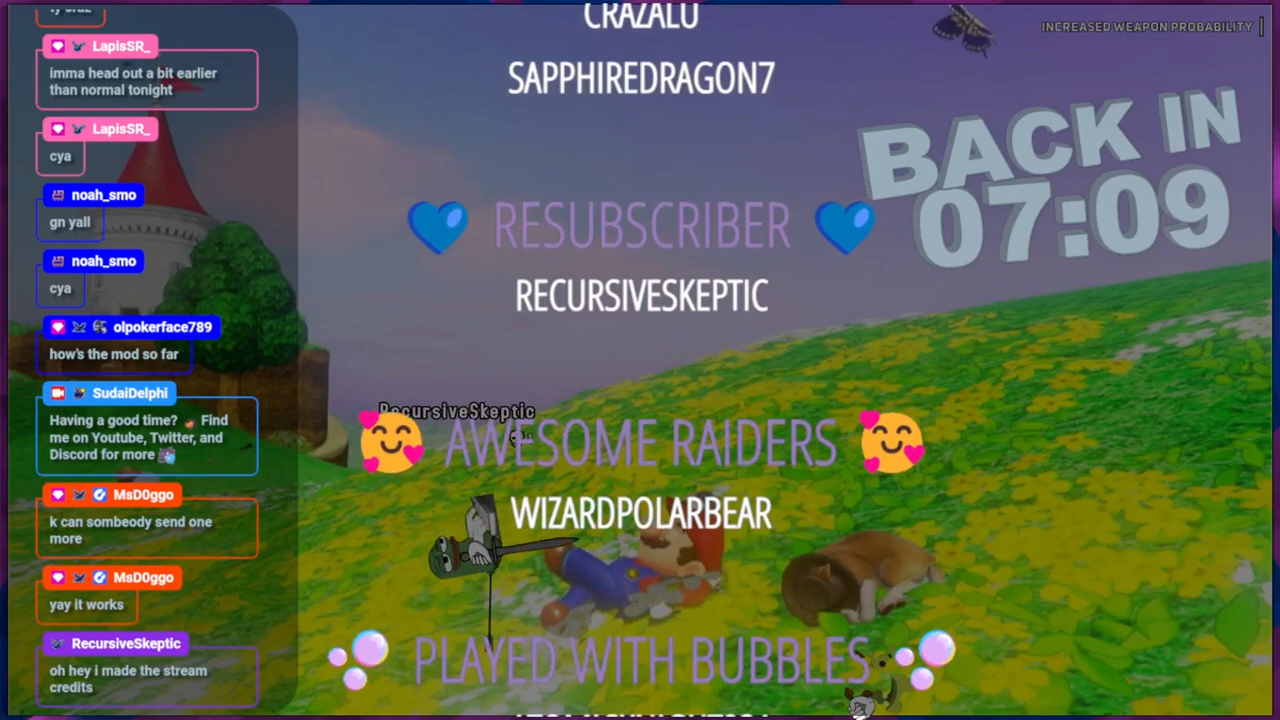 LapisSR_
imma head out a bit earlier
than normal tonight
LapisSR_
cya
noah_smo
gn yall
noah_smo
cya
olpokerface789
how's the mod so far
SudaiDelphi
Having a good time? Find
me on Youtube, Twitter, and
Discord for more
MsD0ggo
k can sombeody send one
more
MsD0ggo
yay it works
RecursiveSkeptic
oh hey i made the stream
credits
CRAZALU
SAPPHIREDRAGON7
RESUBSCRIBER
RECURSIVESKEPTIC
RecursiveSkeptic
AWESOME RAIDERS
WIZARDPOLARBEAR
PLAYED WITH BUBBLES
INCREASED WEAPON PROBABILITY
BACK IN
07:09